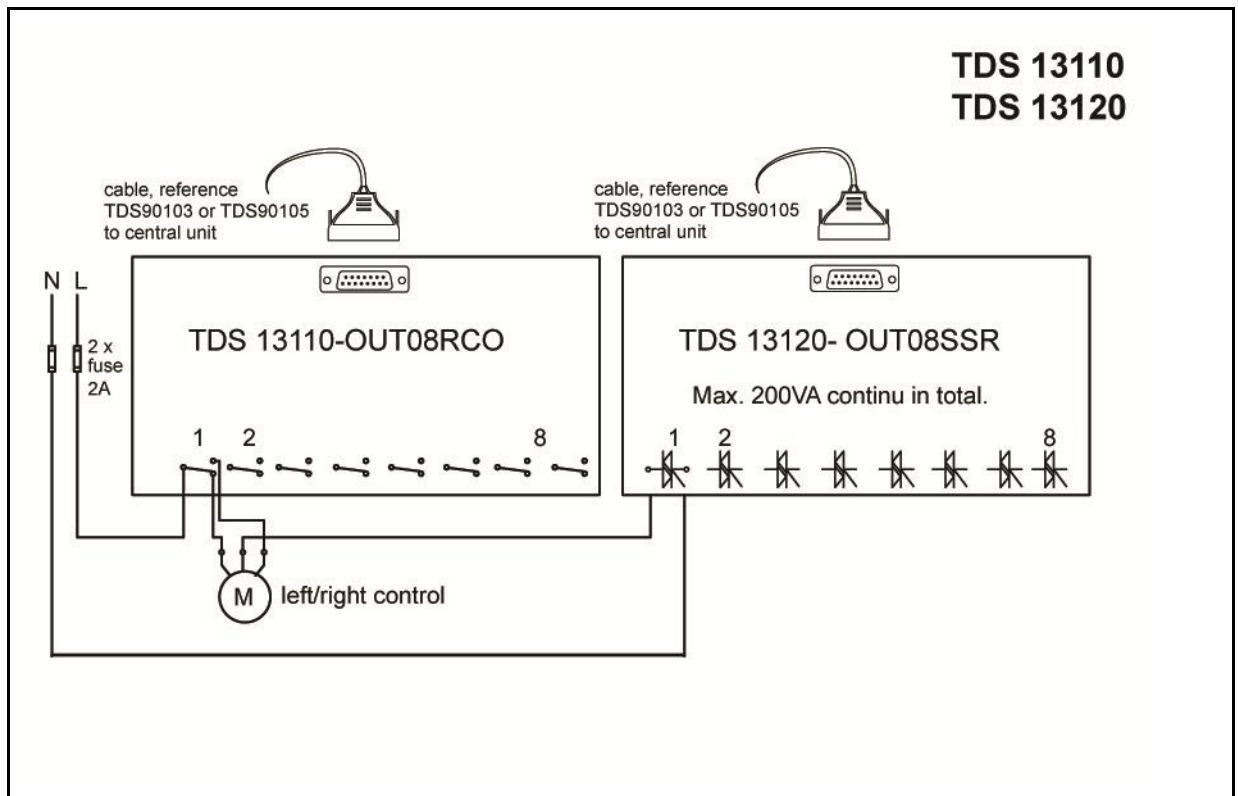 TDS 13110
TDS 13120
cable, reference
TDS90103 or TDS90105
to central unit
cable, reference
TDS90103 or TDS90105
to central unit
N L
2 x
fuse
2A
TDS 13110-OUT08RCO
1 2 8
TDS 13120- OUT08SSR
Max. 200VA continu in total.
1 2 8
M left/right control